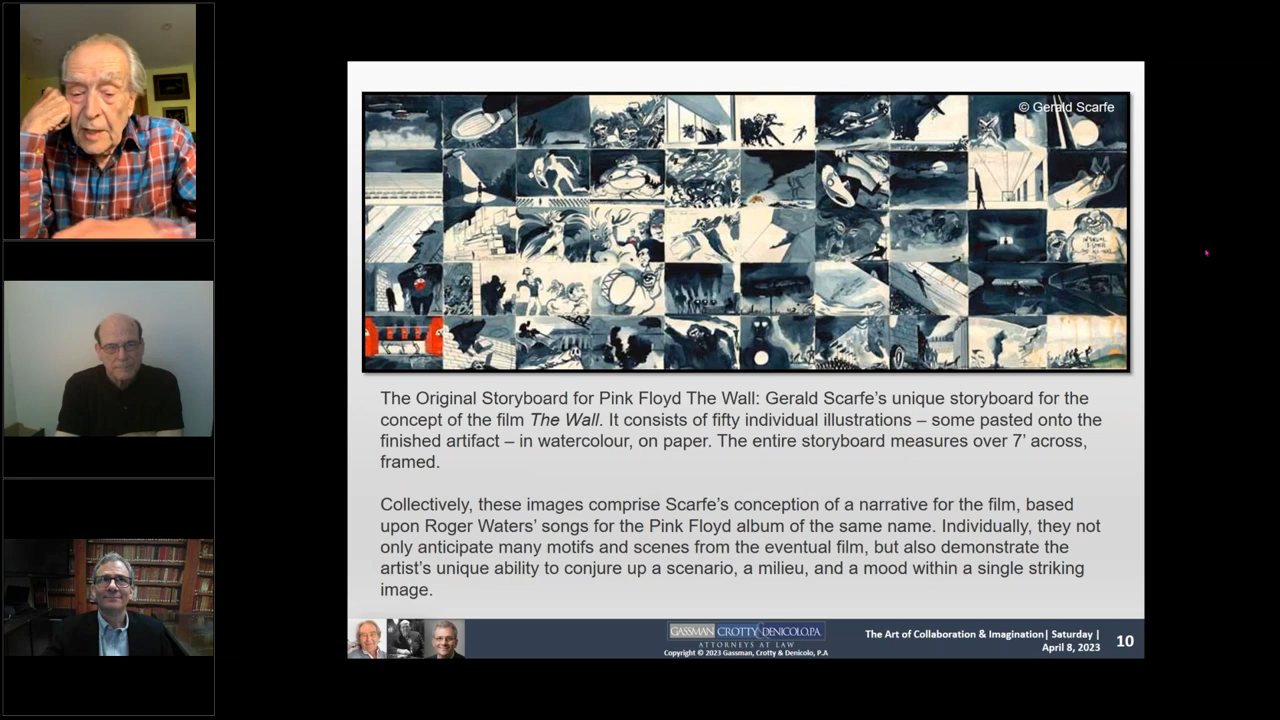 © Gerald Scarfe
The Original Storyboard for Pink Floyd The Wall: Gerald Scarfe’s unique storyboard for the
concept of the film The Wall. It consists of fifty individual illustrations – some pasted onto the
finished artifact – in watercolour, on paper. The entire storyboard measures over 7’ across,
framed.
Collectively, these images comprise Scarfe’s conception of a narrative for the film, based
upon Roger Waters’ songs for the Pink Floyd album of the same name. Individually, they not
only anticipate many motifs and scenes from the eventual film, but also demonstrate the
artist’s unique ability to conjure up a scenario, a milieu, and a mood within a single striking
image.
GASSMAN CROTTY & DENICOLO, P.A.
ATTORNEYS AT LAW
Copyright © 2023 Gassman, Crotty & Denicolo, P.A
The Art of Collaboration & Imagination| Saturday |
April 8, 2023
10